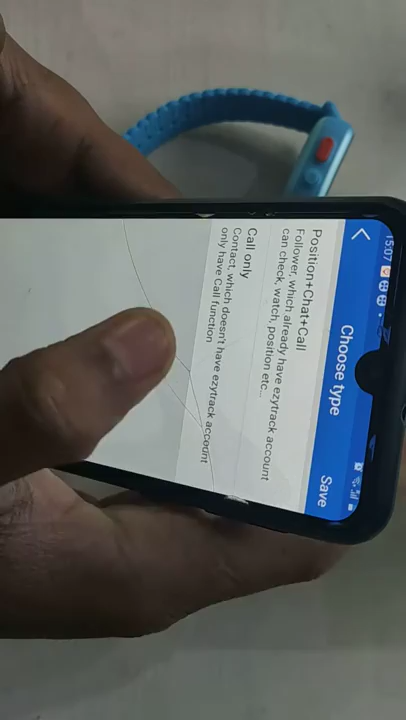 15:07
Choose type
Save
Position+Chat+Call
Follower, which already have ezytrack account
can check, watch, position etc...
Call only
Contact, which doesn't have ezytrack account
only have Call function